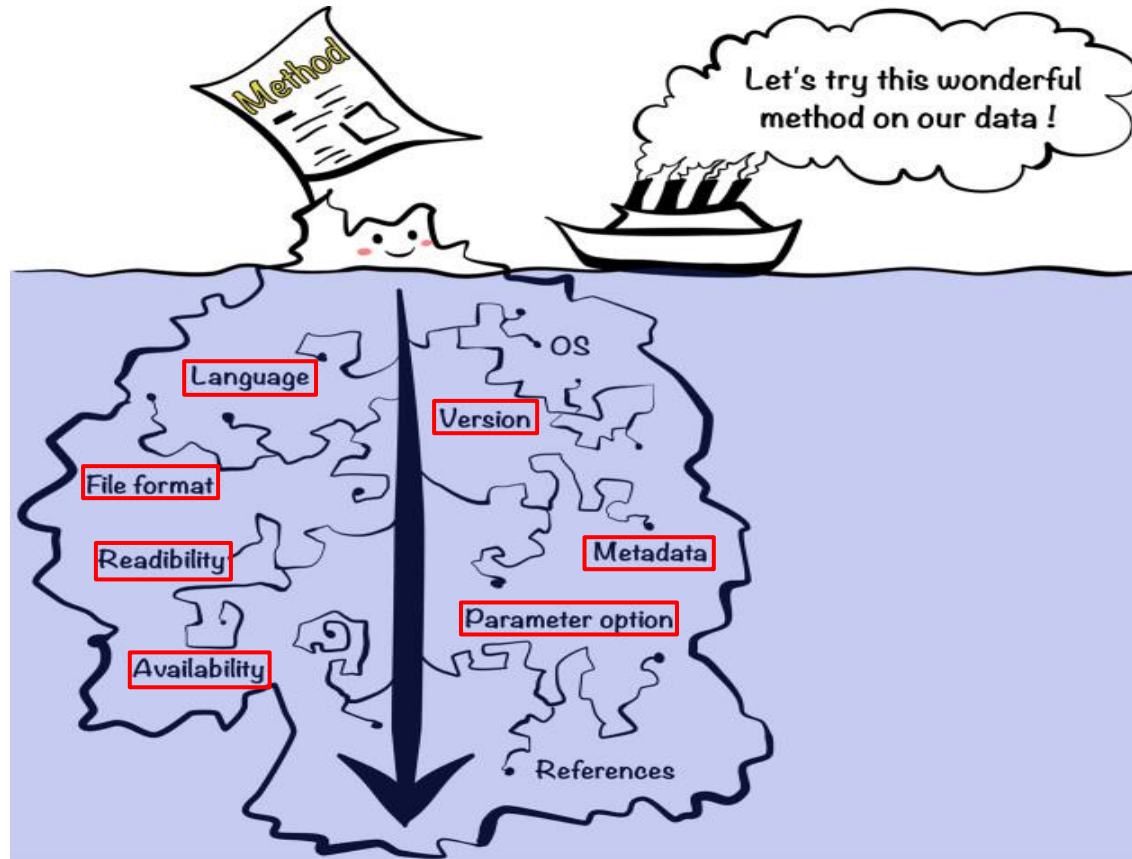 Method
Let's try this wonderful
method on our data !
OS
Language
Version
File format
Readibility
Metadata
Parameter option
Availability
References